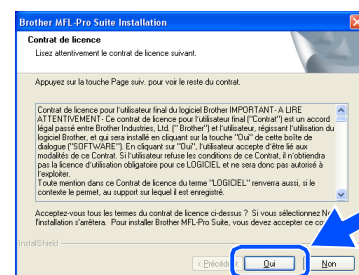 Brother MFL-Pro Suite Installation
Contrat de licence
Lisez attentivement le contrat de licence suivant.
Appuyez sur la touche Page suiv. pour voir le reste du contrat.
Contrat de licence pour l'utilisateur final du logiciel Brother IMPORTANT- A LIRE
ATTENTIVEMENT- Ce contrat de licence pour l'utilisateur final ("Contrat") est un accord
légal passé entre Brother Industries, Ltd. (" Brother") et l'utilisateur, régissant l'utilisation du
logiciel Brother, et qui sera installé en cliquant sur la touche "Oui" de cette boîte de
dialogue ("SOFTWARE"). En cliquant sur "Oui", l'utilisateur accepte d'être lié aux
modalités de ce Contrat. Si l'utilisateur refuse les conditions de ce Contrat, il n'obtiendra
pas la licence d'utilisation obligatoire pour ce LOGICIEL et ne sera donc pas autorisé à
l'exploiter.
Toute mention dans ce Contrat de licence du terme "LOGICIEL" renverra aussi, si le
contexte le permet, au support sur lequel il est enregistré.
Acceptez-vous tous les termes du contrat de licence ci-dessus ? Si vous sélectionnez
l'installation s'arrêtera. Pour installer Brother MFL-Pro Suite, vous devez accepter ce
InstallShield
< Précédent Oui Non